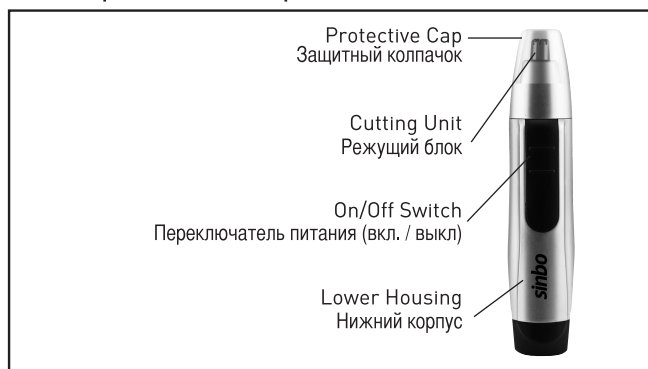 Protective Cap
Защитный колпачок
Cutting Unit
Режущий блок
On/Off Switch
Переключатель питания (вкл. / выкл)
Lower Housing
Нижний корпус
sinbo